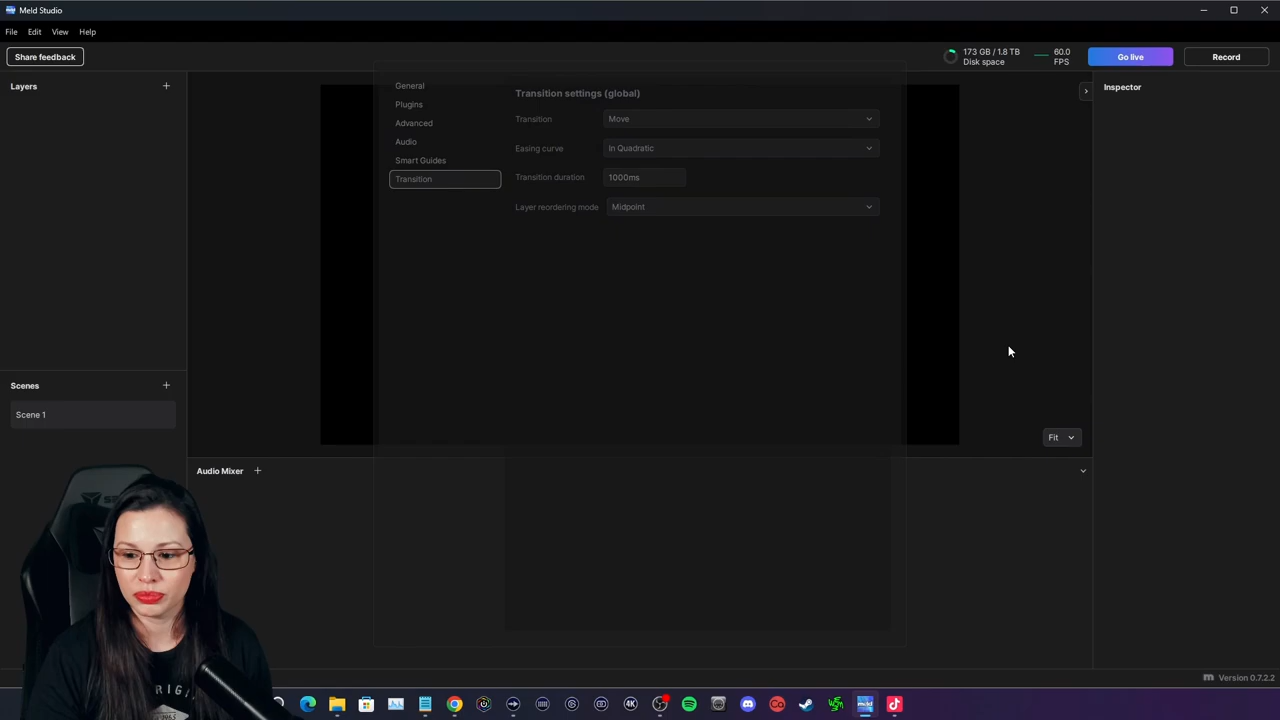 Meld Studio
File Edit View Help
Share feedback
173 GB / 1.8 TB
Disk space
60.0
FPS
Go live
Record
Layers
Inspector
General
Plugins
Advanced
Audio
Smart Guides
Transition
Transition settings (global)
Transition Move
Easing curve In Quadratic
Transition duration 1000ms
Layer reordering mode Midpoint
Scenes
Scene 1
Fit
Audio Mixer
Version 0.7.2.2
4K